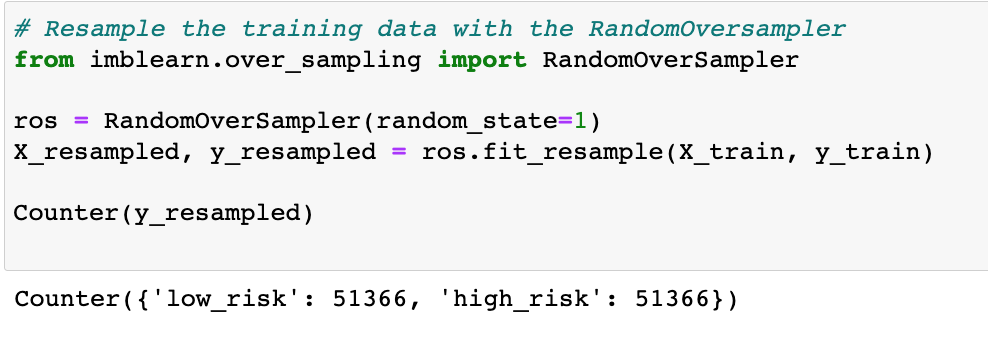 # Resample the training data with the RandomOversampler
from imblearn.over_sampling import RandomOverSampler
ros = RandomOverSampler(random_state=1)
X_resampled, y_resampled = ros.fit_resample(X_train, y_train)
Counter(y_resampled)
Counter({'low_risk': 51366, 'high_risk': 51366})